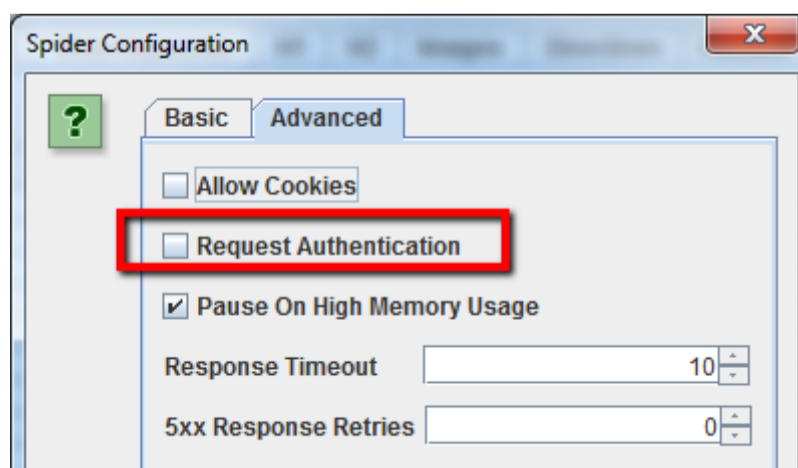 Spider Configuration
?
Basic Advanced
Allow Cookies
Request Authentication
Pause On High Memory Usage
Response Timeout 10
5xx Response Retries 0